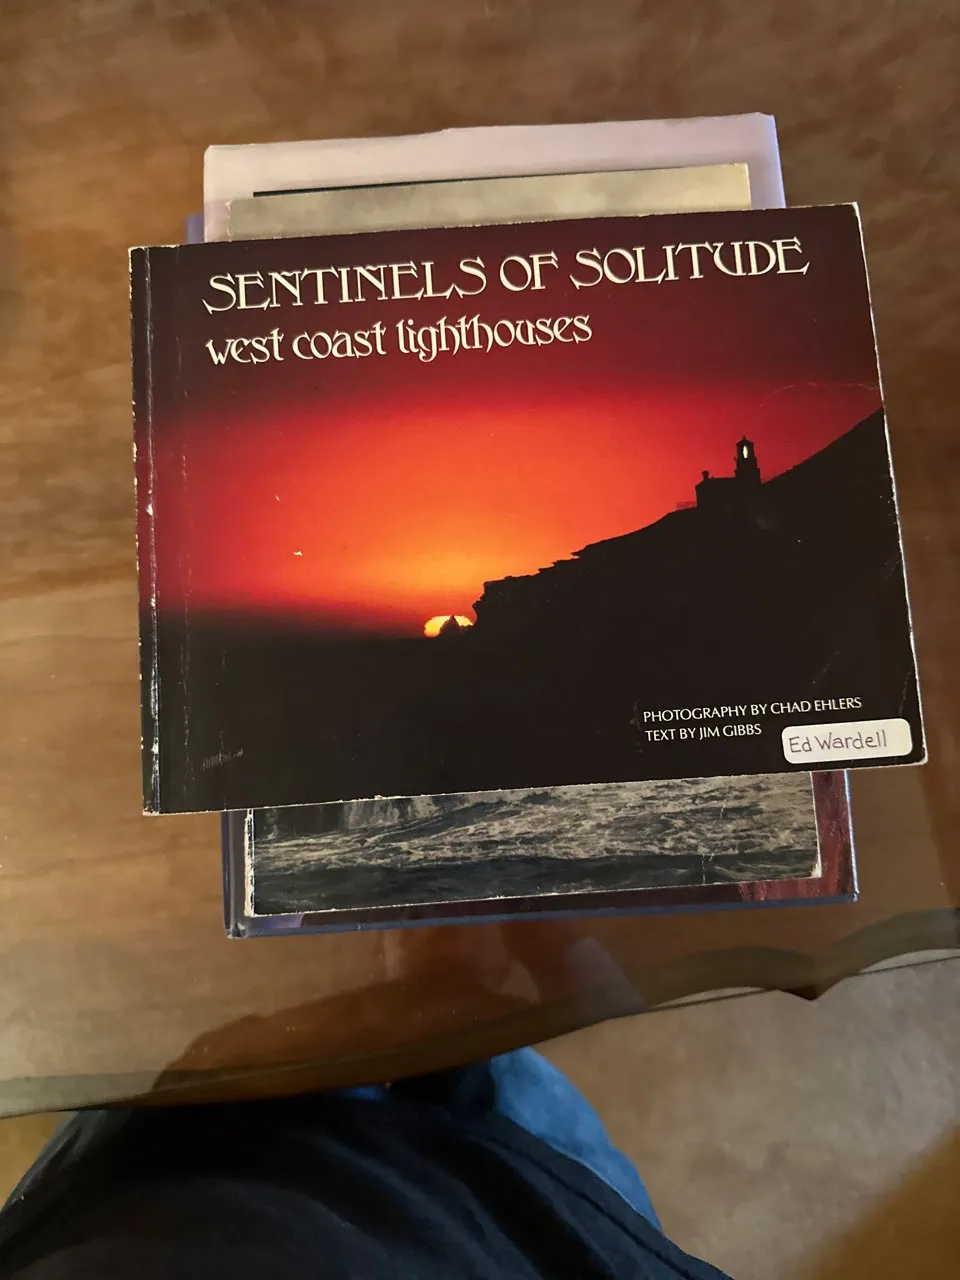 SENTINELS OF SOLITUDE
west coast lighthouses
PHOTOGRAPHY BY CHAD EHLERS
TEXT BY JIM GIBBS
Ed Wardell